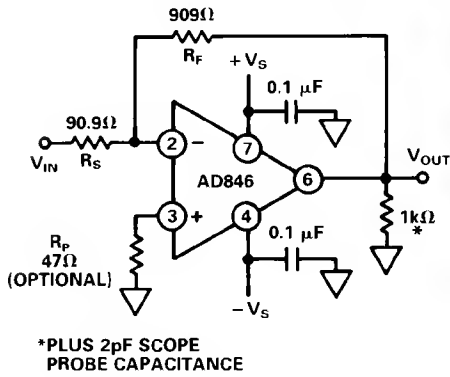 909Ω
R_F
+V_S
0.1 μF
90.9Ω
V_IN
R_S
2
−
7
AD846
6
V_OUT
3
+
4
1kΩ
*
0.1 μF
R_P
47Ω
(OPTIONAL)
−V_S
*PLUS 2pF SCOPE
PROBE CAPACITANCE